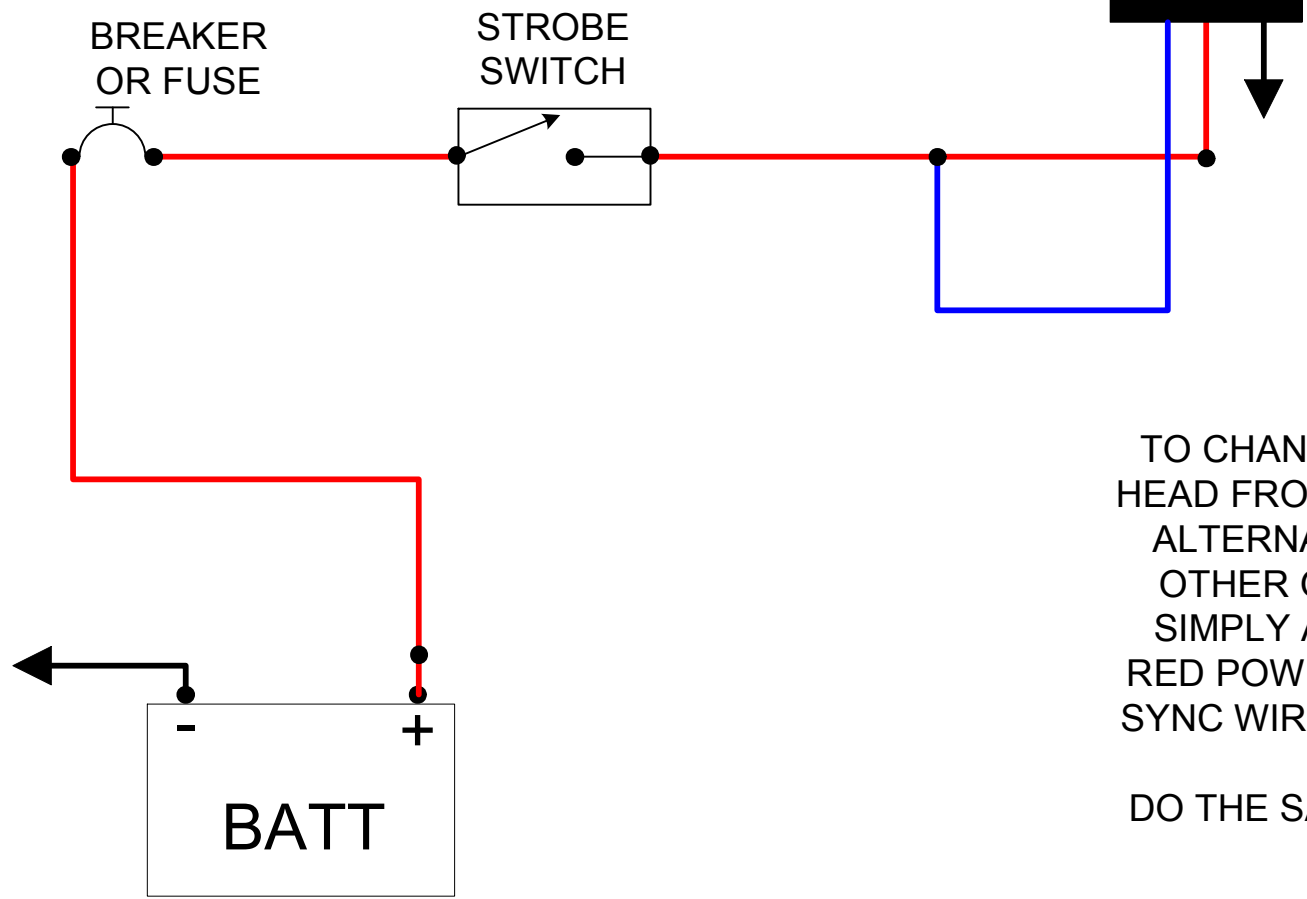 BREAKER
OR FUSE
STROBE
SWITCH
TO CHAN
HEAD FRO
ALTERNA
OTHER
SIMPLY
RED POW
SYNC WIR
DO THE SA
- +
BATT